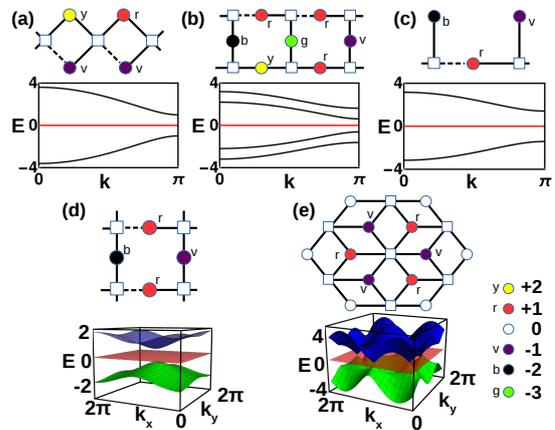 (a)
y
r
v
v
(b)
r
r
b
g
v
y
r
(c)
b
v
r
4
E 0
−4
0
k
π
4
E 0
−4
0
k
π
4
E 0
−4
0
k
π
(d)
r
b
v
r
(e)
v
r
r
v
v
r
2
E 0
-2
2π
kx
0
ky
2π
4
E 0
-4
2π
kx
0
ky
2π
y +2
r +1
0
v -1
b -2
g -3